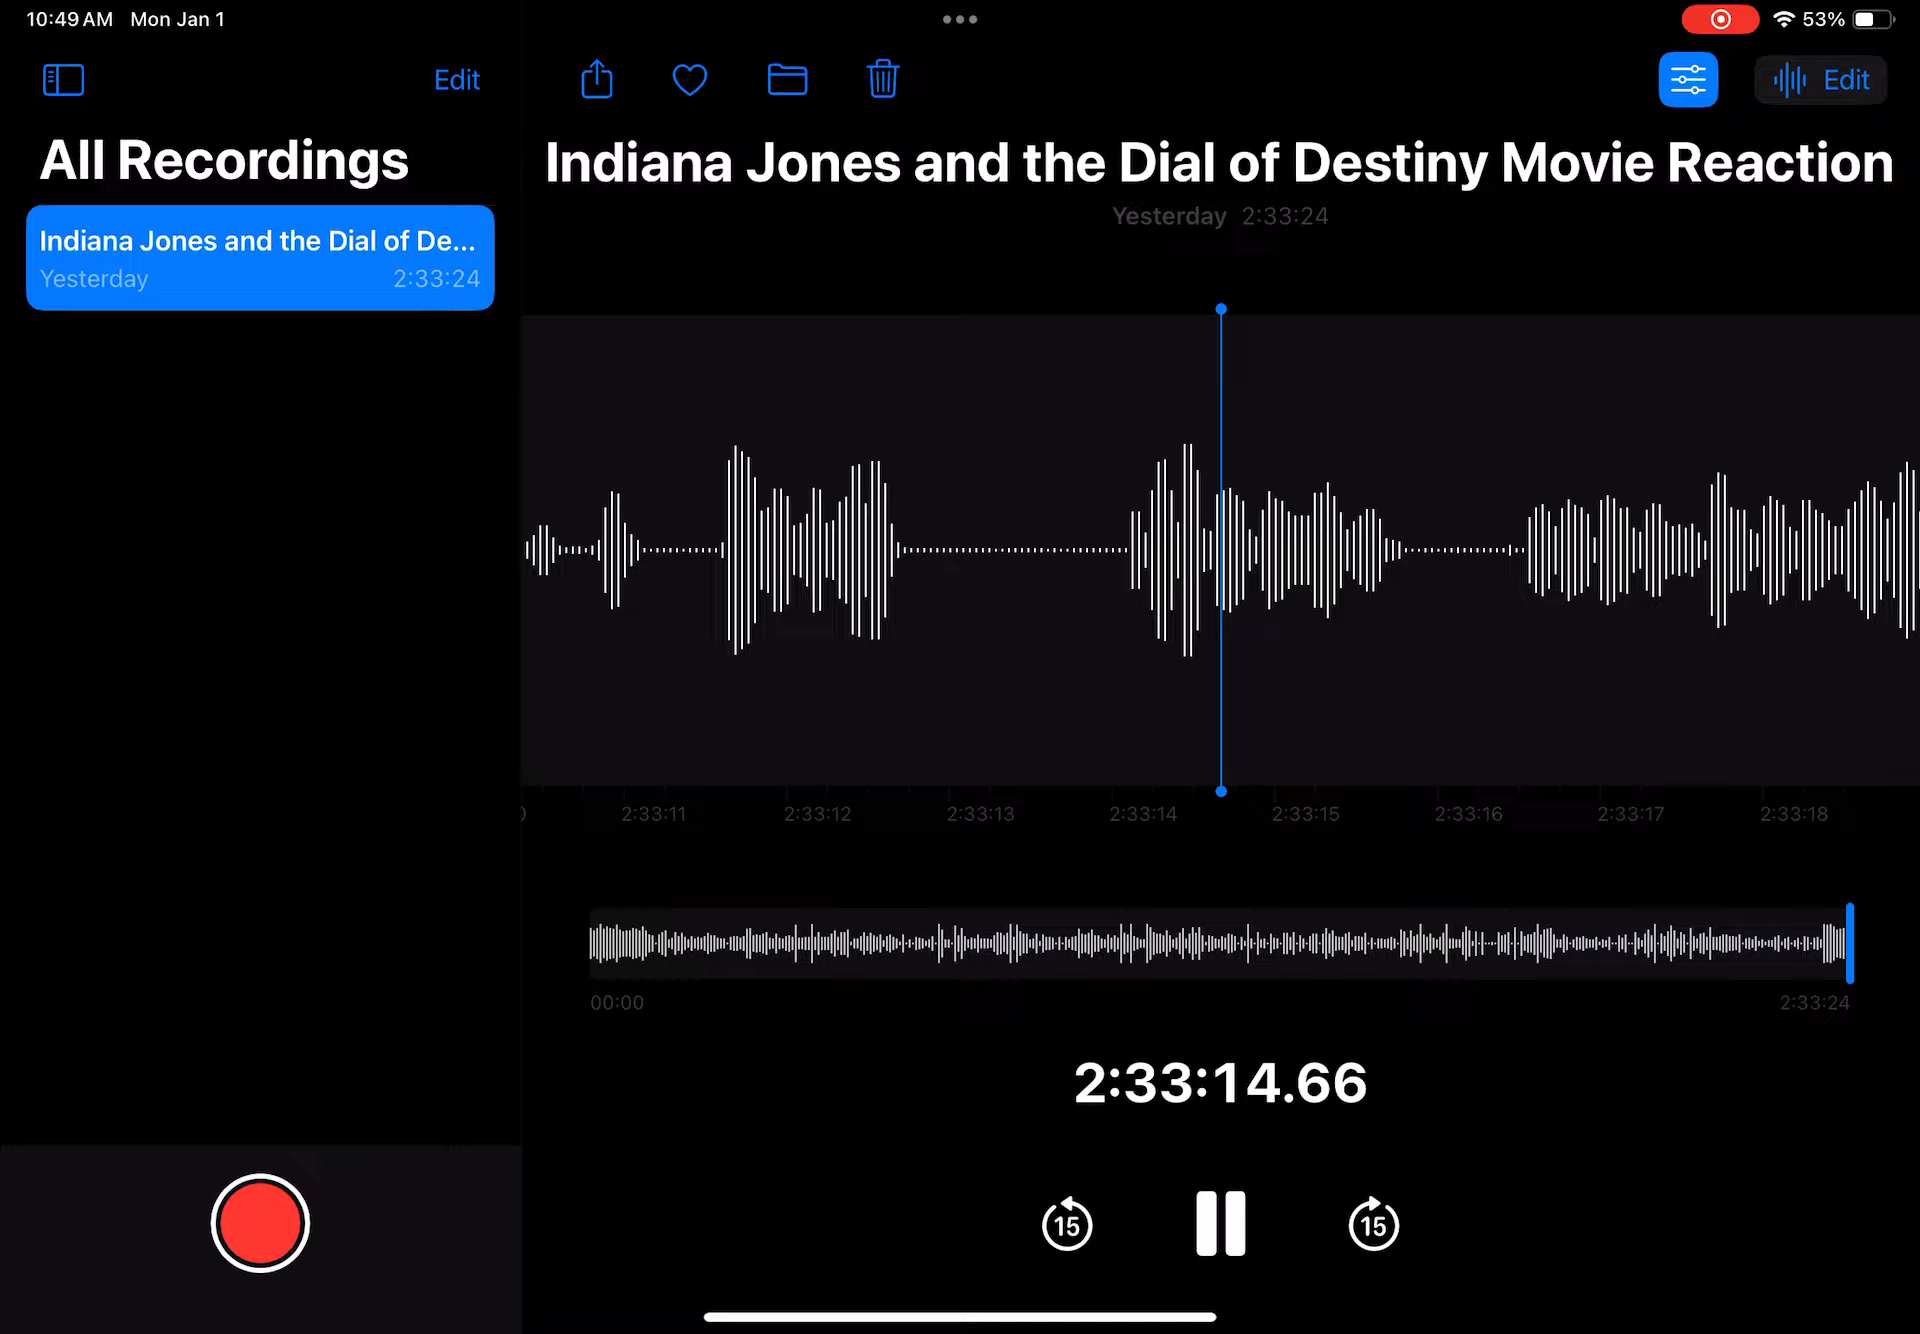 10:49 AM Mon Jan 1
53%
Edit
All Recordings
Indiana Jones and the Dial of De...
Yesterday 2:33:24
Edit
Indiana Jones and the Dial of Destiny Movie Reaction
Yesterday 2:33:24
2:33:11 2:33:12 2:33:13 2:33:14 2:33:15 2:33:16 2:33:17 2:33:18
00:00 2:33:24
2:33:14.66
15 15